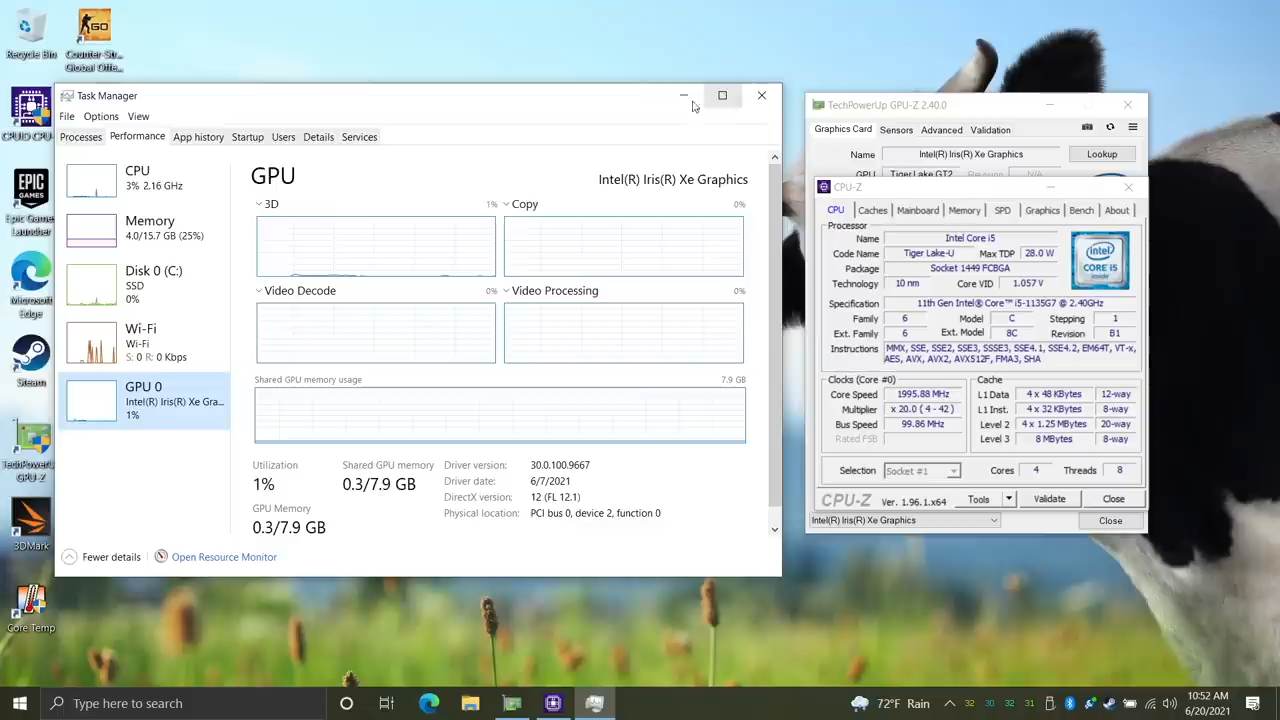 Recycle Bin
Counter-Str...
Global Offe...
GO
CPUID CPU-
EPIC
GAMES
Epic Games
Launcher
Microsoft
Edge
Steam
TechPowerUp
GPU-Z
3DMark
Core Temp
Task Manager
File Options View
Processes Performance App history Startup Users Details Services
CPU
3% 2.16 GHz
Memory
4.0/15.7 GB (25%)
Disk 0 (C:)
SSD
0%
Wi-Fi
Wi-Fi
S: 0 R: 0 Kbps
GPU 0
Intel(R) Iris(R) Xe Gra...
1%
GPU
Intel(R) Iris(R) Xe Graphics
3D 1% Copy 0%
Video Decode 0% Video Processing 0%
Shared GPU memory usage 7.9 GB
Utilization
1%
Shared GPU memory
0.3/7.9 GB
GPU Memory
0.3/7.9 GB
Driver version: 30.0.100.9667
Driver date: 6/7/2021
DirectX version: 12 (FL 12.1)
Physical location: PCI bus 0, device 2, function 0
Fewer details Open Resource Monitor
TechPowerUp GPU-Z 2.40.0
Graphics Card Sensors Advanced Validation
Name Intel(R) Iris(R) Xe Graphics Lookup
GPU Tiger Lake GT2 Revision N/A
CPU-Z
CPU Caches Mainboard Memory SPD Graphics Bench About
Processor
Name Intel Core i5
Code Name Tiger Lake-U Max TDP 28.0 W
Package Socket 1449 FCBGA
Technology 10 nm Core VID 1.057 V
intel
CORE i5
inside
Specification 11th Gen Intel® Core™ i5-1135G7 @ 2.40GHz
Family 6 Model C Stepping 1
Ext. Family 6 Ext. Model 8C Revision B1
Instructions MMX, SSE, SSE2, SSE3, SSSE3, SSE4.1, SSE4.2, EM64T, VT-x,
AES, AVX, AVX2, AVX512F, FMA3, SHA
Clocks (Core #0)
Core Speed 1995.88 MHz
Multiplier x 20.0 ( 4 - 42 )
Bus Speed 99.86 MHz
Rated FSB
Cache
L1 Data 4 x 48 KBytes 12-way
L1 Inst. 4 x 32 KBytes 8-way
Level 2 4 x 1.25 MBytes 20-way
Level 3 8 MBytes 8-way
Selection Socket #1 Cores 4 Threads 8
CPU-Z Ver. 1.96.1.x64 Tools Validate Close
Intel(R) Iris(R) Xe Graphics Close
Type here to search
72°F Rain
32 30 32 31
10:52 AM
6/20/2021